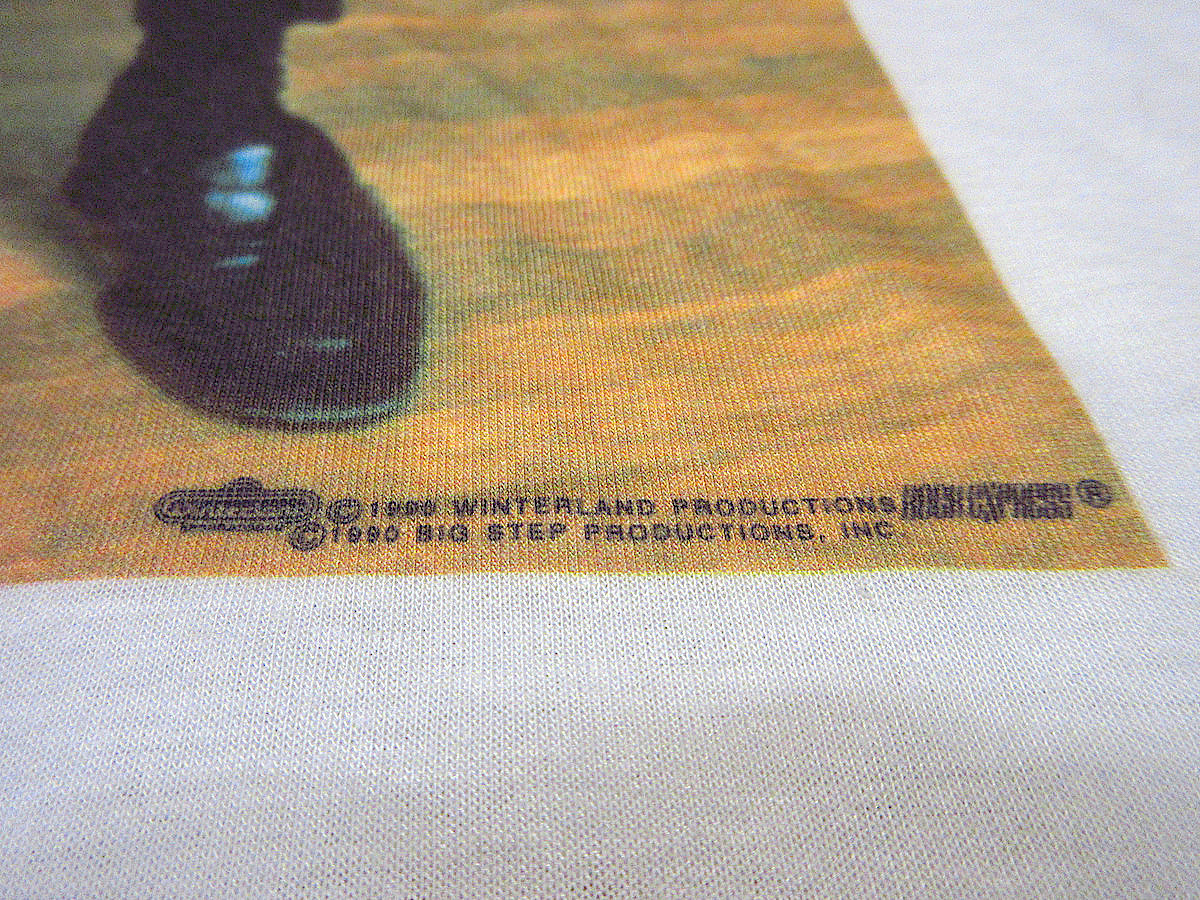 ©1990 WINTERLAND PRODUCTIONS ®
©1990 BIG STEP PRODUCTIONS, INC